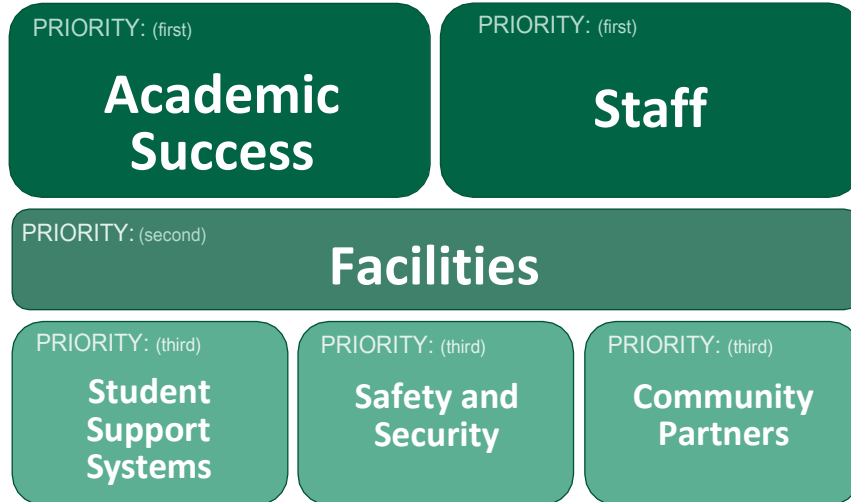 PRIORITY: (first)
Academic
Success
PRIORITY: (first)
Staff
PRIORITY: (second)
Facilities
PRIORITY: (third)
Student
Support
Systems
PRIORITY: (third)
Safety and
Security
PRIORITY: (third)
Community
Partners